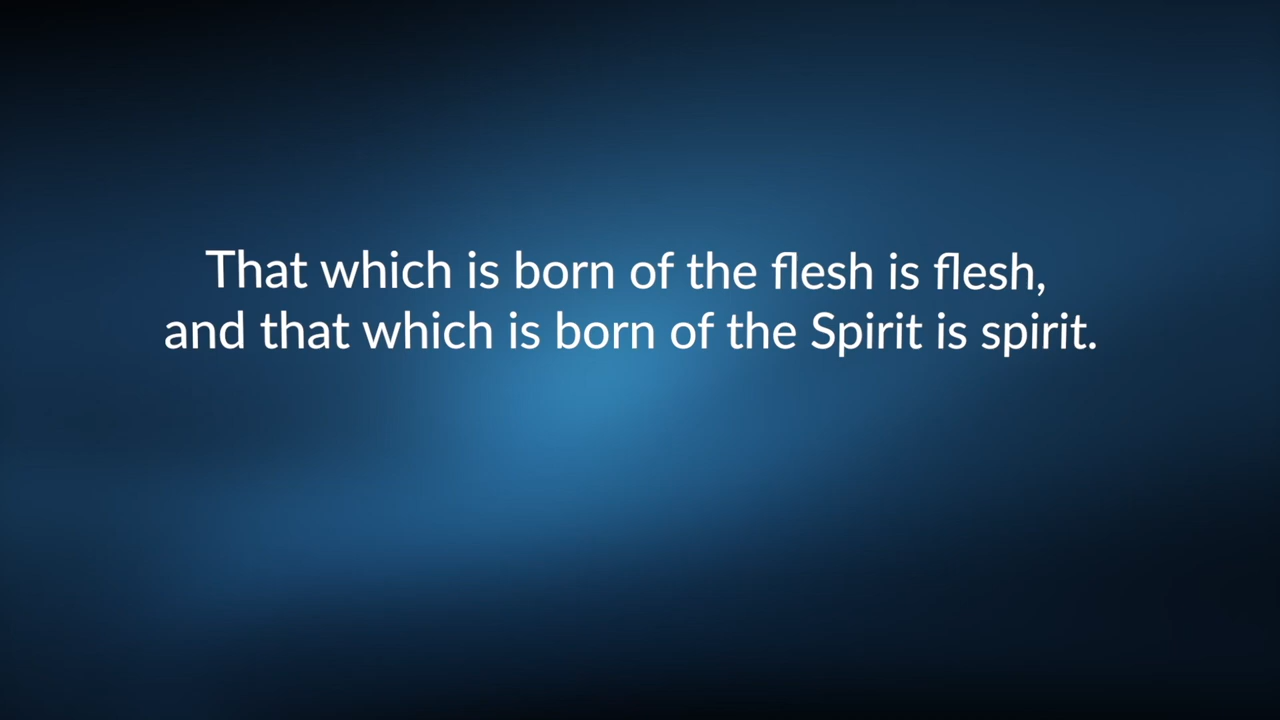 That which is born of the flesh is flesh,
and that which is born of the Spirit is spirit.